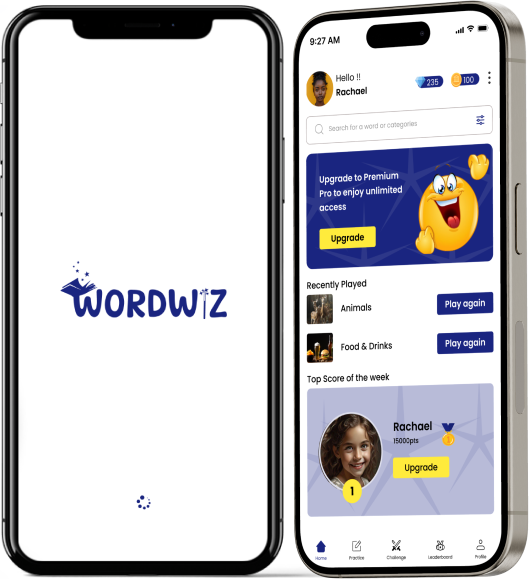 WORDWIZ
9:27 AM
Hello !!
Rachael
235
100
Search for a word or categories
Upgrade to Premium
Pro to enjoy unlimited
access
Upgrade
Recently Played
Animals
Play again
Food & Drinks
Play again
Top Score of the week
Rachael
15000pts
Upgrade
1
Home
Practice
Challenge
Leaderboard
Profile